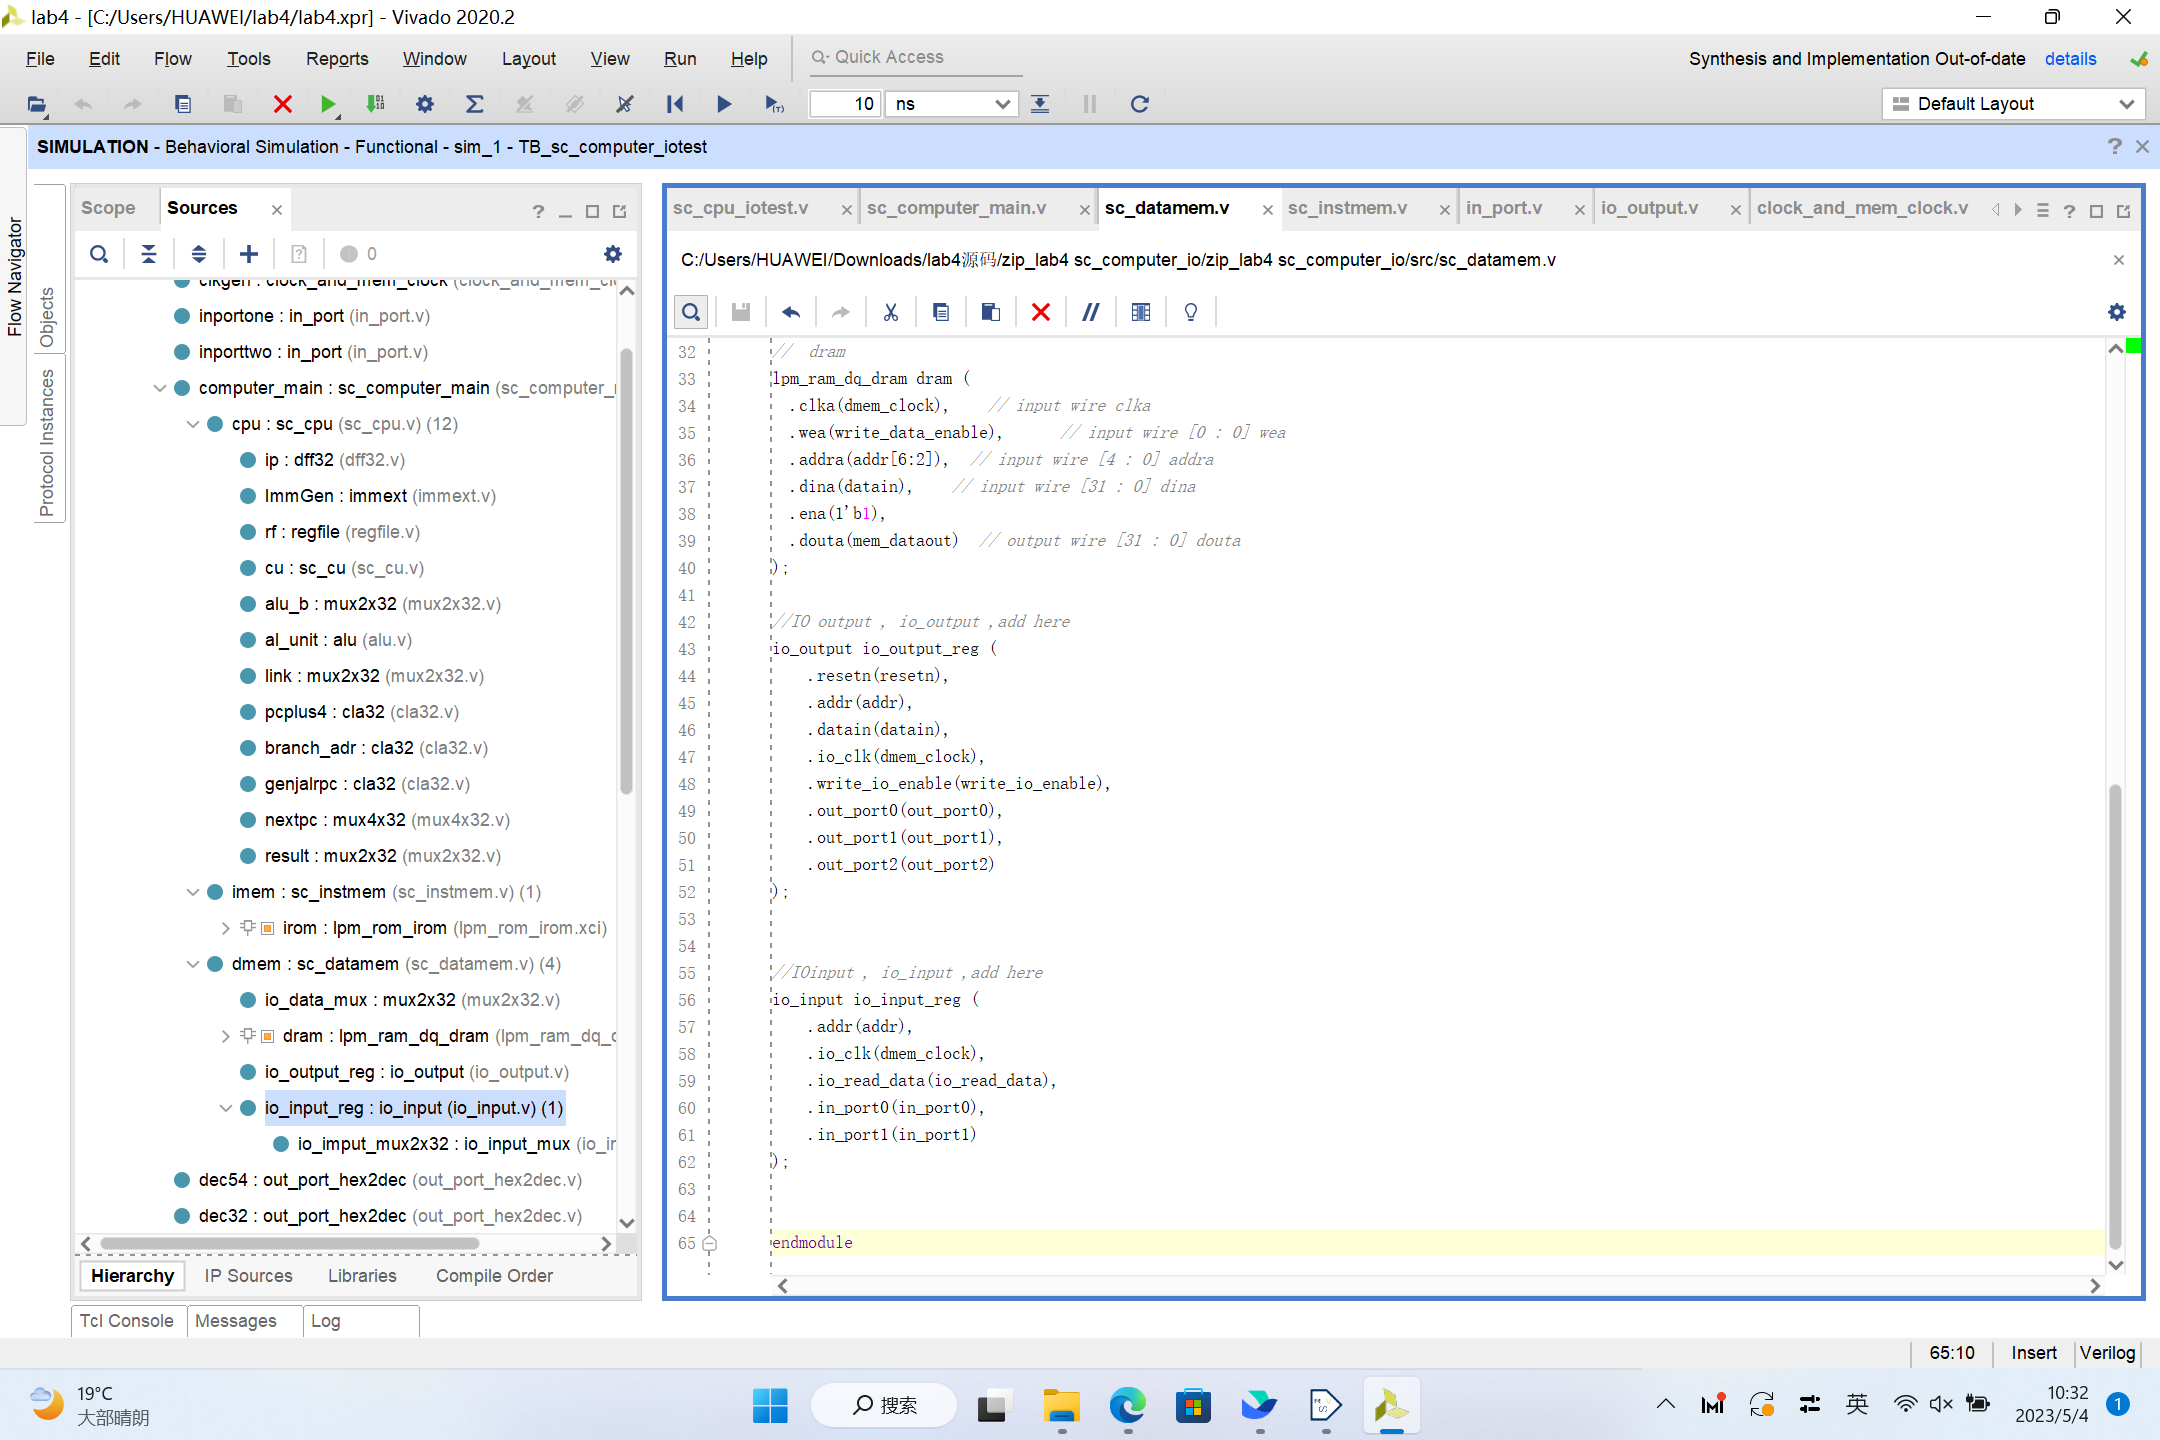 lab4 - [C:/Users/HUAWEI/lab4/lab4.xpr] - Vivado 2020.2
File Edit Flow Tools Reports Window Layout View Run Help Quick Access
Synthesis and Implementation Out-of-date details
10 ns
Default Layout
SIMULATION - Behavioral Simulation - Functional - sim_1 - TB_sc_computer_iotest
Flow Navigator
Objects
Protocol Instances
Scope Sources
0
clkgen : clock_and_mem_clock
inportone : in_port (in_port.v)
inporttwo : in_port (in_port.v)
computer_main : sc_computer_main (sc_computer_
cpu : sc_cpu (sc_cpu.v) (12)
ip : dff32 (dff32.v)
ImmGen : immext (immext.v)
rf : regfile (regfile.v)
cu : sc_cu (sc_cu.v)
alu_b : mux2x32 (mux2x32.v)
al_unit : alu (alu.v)
link : mux2x32 (mux2x32.v)
pcplus4 : cla32 (cla32.v)
branch_adr : cla32 (cla32.v)
genjalrpc : cla32 (cla32.v)
nextpc : mux4x32 (mux4x32.v)
result : mux2x32 (mux2x32.v)
imem : sc_instmem (sc_instmem.v) (1)
irom : lpm_rom_irom (lpm_rom_irom.xci)
dmem : sc_datamem (sc_datamem.v) (4)
io_data_mux : mux2x32 (mux2x32.v)
dram : lpm_ram_dq_dram (lpm_ram_dq_
io_output_reg : io_output (io_output.v)
io_input_reg : io_input (io_input.v) (1)
io_imput_mux2x32 : io_input_mux (io_i
dec54 : out_port_hex2dec (out_port_hex2dec.v)
dec32 : out_port_hex2dec (out_port_hex2dec.v)
Hierarchy IP Sources Libraries Compile Order
Tcl Console Messages Log
sc_cpu_iotest.v sc_computer_main.v sc_datamem.v sc_instmem.v in_port.v io_output.v clock_and_mem_clock.v
C:/Users/HUAWEI/Downloads/lab4源码/zip_lab4 sc_computer_io/zip_lab4 sc_computer_io/src/sc_datamem.v
32 // dram
33 lpm_ram_dq_dram dram (
34 .clka(dmem_clock), // input wire clka
35 .wea(write_data_enable), // input wire [0 : 0] wea
36 .addra(addr[6:2]), // input wire [4 : 0] addra
37 .dina(datain), // input wire [31 : 0] dina
38 .ena(1'b1),
39 .douta(mem_dataout) // output wire [31 : 0] douta
40 );
41
42 //IO output , io_output ,add here
43 io_output io_output_reg (
44 .resetn(resetn),
45 .addr(addr),
46 .datain(datain),
47 .io_clk(dmem_clock),
48 .write_io_enable(write_io_enable),
49 .out_port0(out_port0),
50 .out_port1(out_port1),
51 .out_port2(out_port2)
52 );
53
54
55 //IOinput , io_input ,add here
56 io_input io_input_reg (
57 .addr(addr),
58 .io_clk(dmem_clock),
59 .io_read_data(io_read_data),
60 .in_port0(in_port0),
61 .in_port1(in_port1)
62 );
63
64
65 endmodule
65:10 Insert Verilog
19°C
大部晴朗
搜索
英
10:32
2023/5/4
1